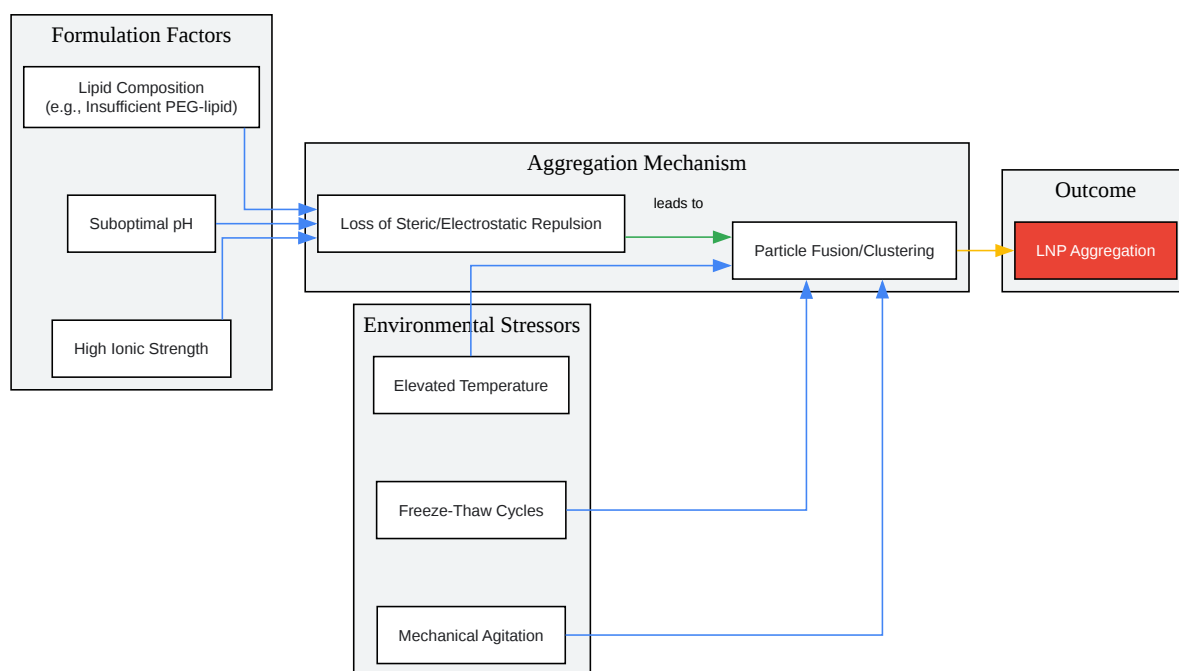 Formulation Factors
Lipid Composition
(e.g., Insufficient PEG-lipid)
Suboptimal pH
High Ionic Strength
Aggregation Mechanism
Loss of Steric/Electrostatic Repulsion
leads to
Particle Fusion/Clustering
Outcome
LNP Aggregation
Environmental Stressors
Elevated Temperature
Freeze-Thaw Cycles
Mechanical Agitation